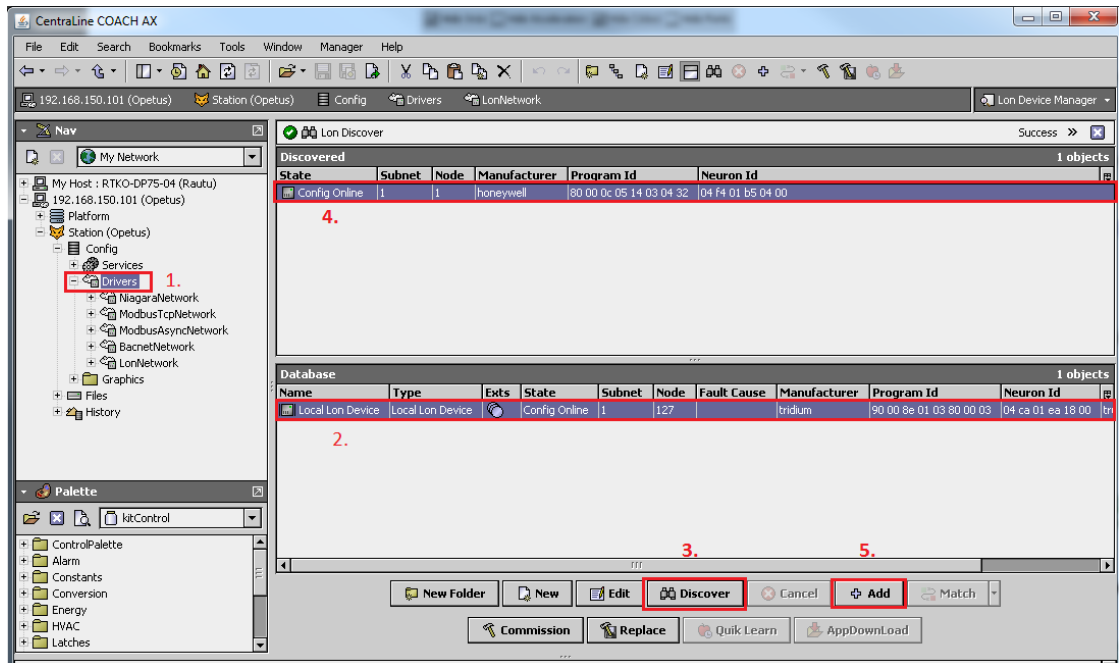 CentraLine COACH AX
File Edit Search Bookmarks Tools Window Manager Help
192.168.150.101 (Opetus) Station (Opetus) Config Drivers LonNetwork Lon Device Manager
Nav
My Network
My Host : RTKO-DP75-04 (Rautu)
192.168.150.101 (Opetus)
Platform
Station (Opetus)
Config
Services
Drivers 1.
NiagaraNetwork
ModbusTcpNetwork
ModbusAsyncNetwork
BacnetNetwork
LonNetwork
Graphics
Files
History
Palette
kitControl
ControlPalette
Alarm
Constants
Conversion
Energy
HVAC
Latches
Lon Discover Success »
Discovered 1 objects
State Subnet Node Manufacturer Program Id Neuron Id
Config Online 1 1 honeywell 80 00 0c 05 14 03 04 32 04 f4 01 b5 04 00
4.
Database 1 objects
Name Type Exts State Subnet Node Fault Cause Manufacturer Program Id Neuron Id
Local Lon Device Local Lon Device Config Online 1 127 tridium 90 00 8e 01 03 80 00 03 04 ca 01 ea 18 00 tri
2.
3. 5.
New Folder New Edit Discover Cancel Add Match
Commission Replace Quik Learn AppDownLoad